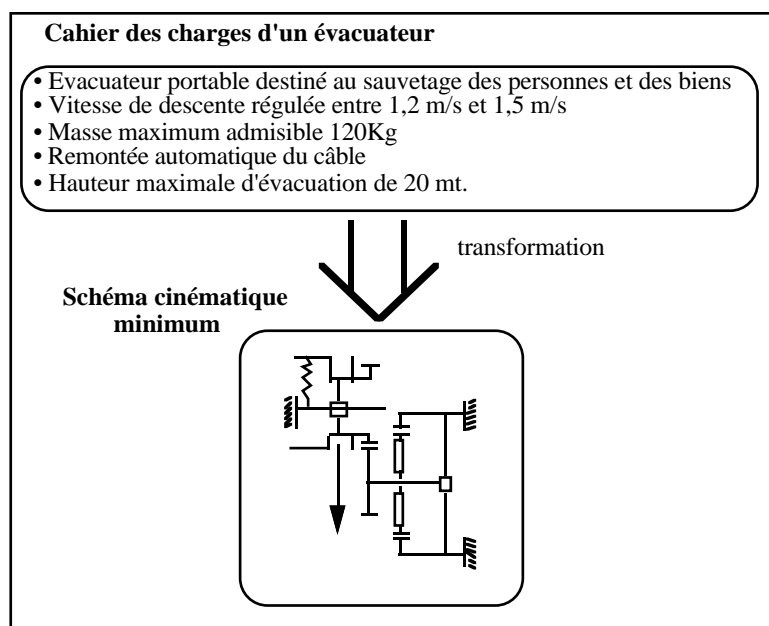 Cahier des charges d'un évacuateur
• Evacuateur portable destiné au sauvetage des personnes et des biens
• Vitesse de descente régulée entre 1,2 m/s et 1,5 m/s
• Masse maximum admisible 120Kg
• Remontée automatique du câble
• Hauteur maximale d'évacuation de 20 mt.
transformation
Schéma cinématique
minimum